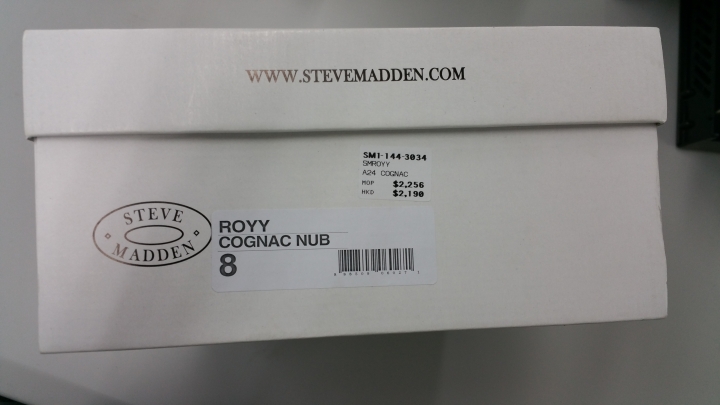 WWW.STEVEMADDEN.COM
SM1-144-3034
SMROYY
A24 COGNAC
MOP $2,256
HKD $2,190
STEVE
MADDEN
ROYY
COGNAC NUB
8